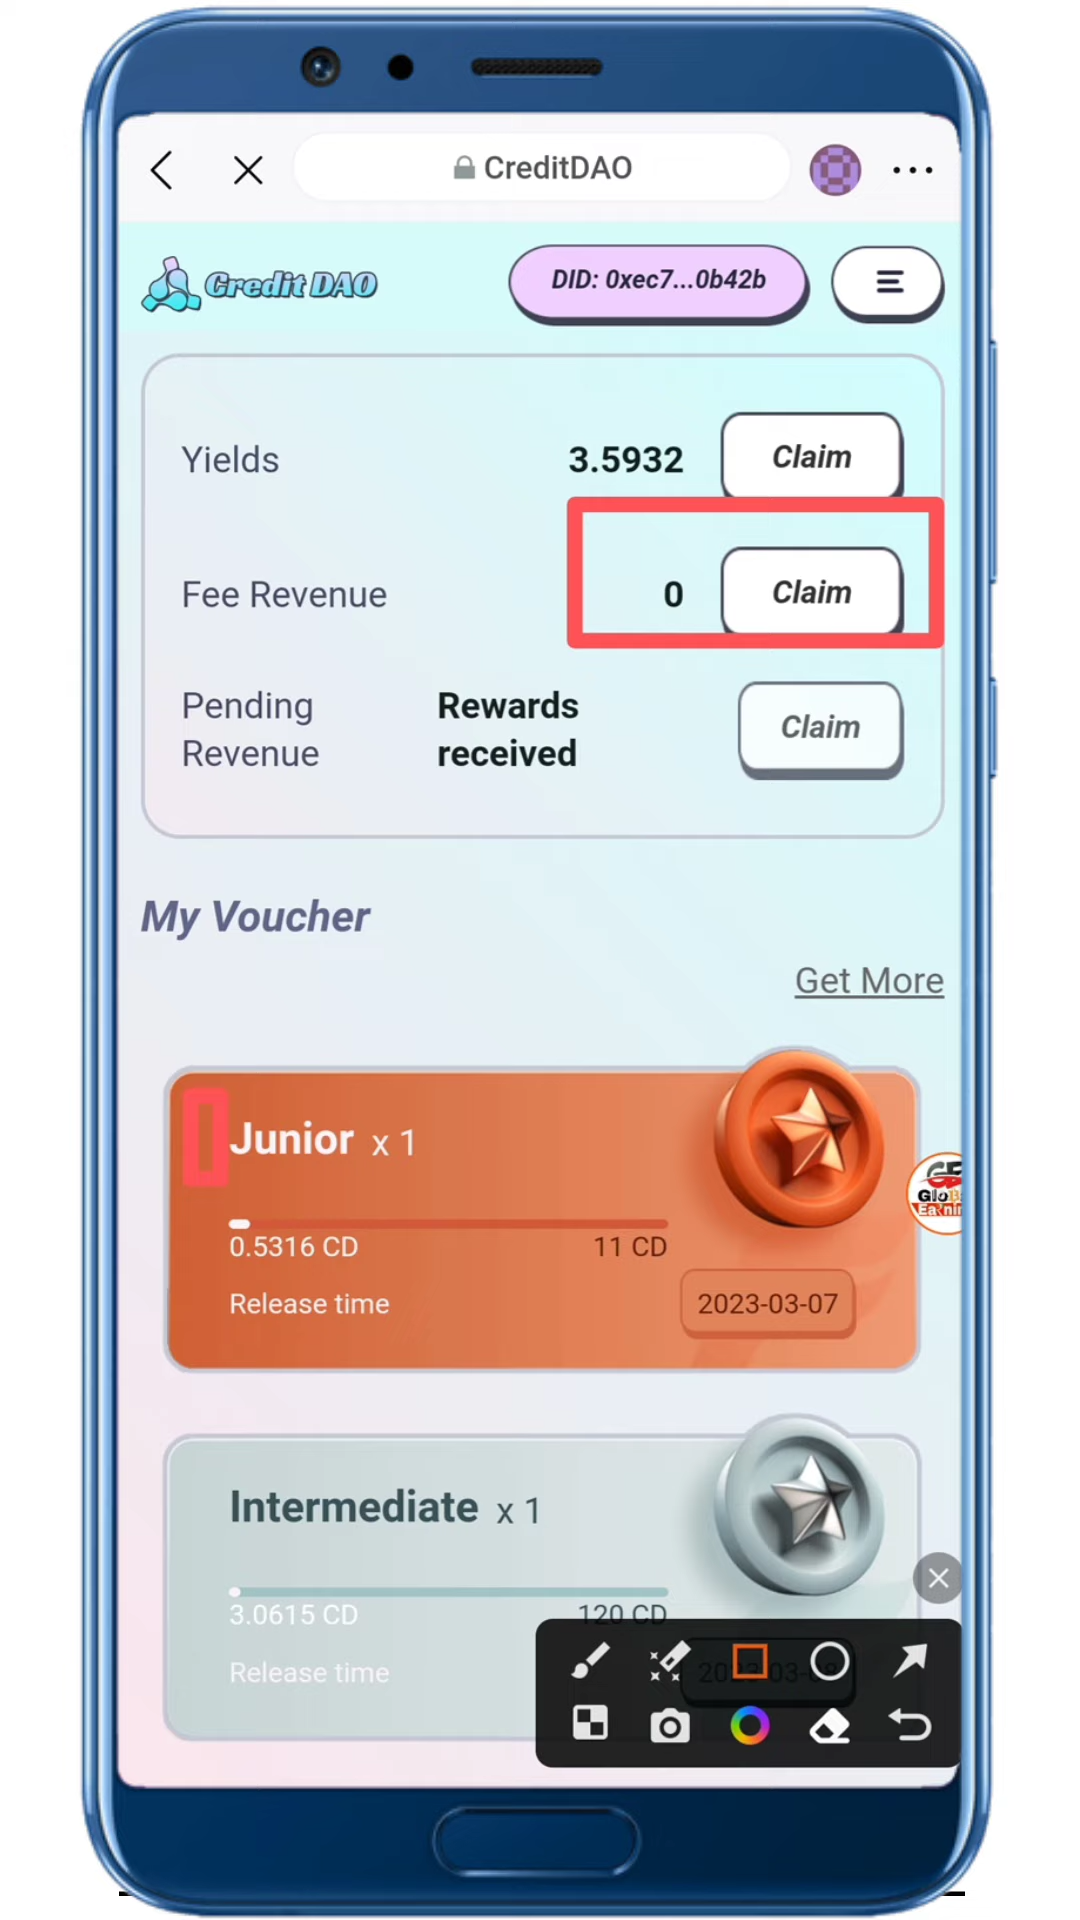 CreditDAO
Credit DAO
DID: 0xec7...0b42b
Yields 3.5932 Claim
Fee Revenue 0 Claim
Pending Revenue Rewards received Claim
My Voucher
Get More
Junior x 1
0.5316 CD 11 CD
Release time 2023-03-07
Intermediate x 1
3.0615 CD 120 CD
Release time